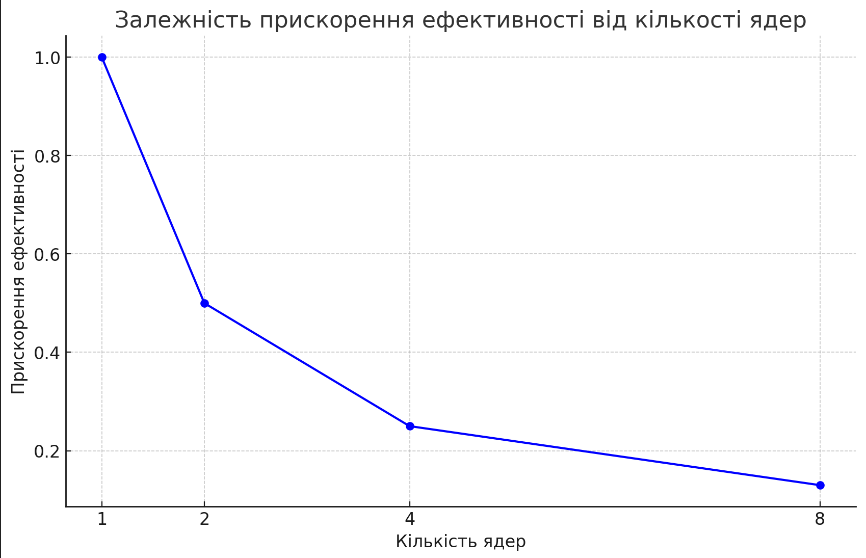 Залежність прискорення ефективності від кількості ядер
Прискорення ефективності
1.0
0.8
0.6
0.4
0.2
1 2 4 8
Кількість ядер